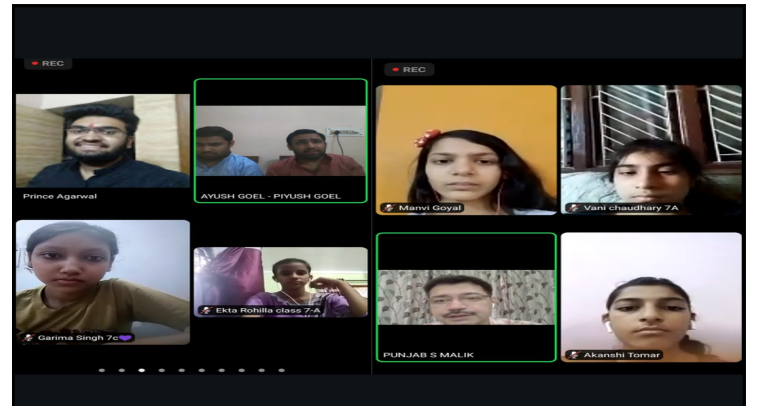 REC
REC
Prince Agarwal
AYUSH GOEL - PIYUSH GOEL
Manvi Goyal
Vani chaudhary 7A
Garima Singh 7c💜
Ekta Rohilla class 7-A
PUNJAB S MALIK
Akanshi Tomar